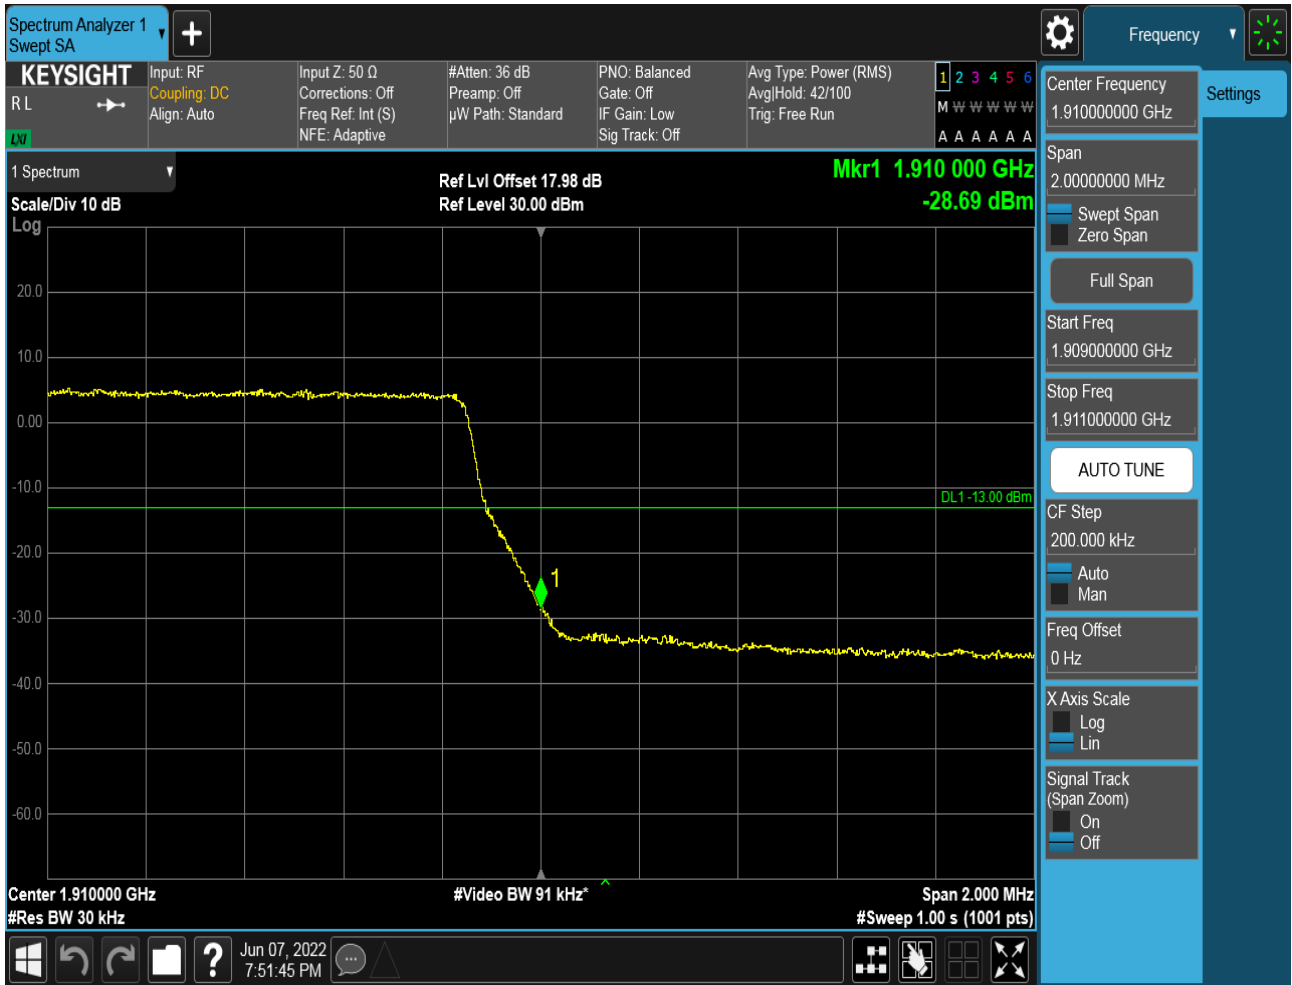 Spectrum Analyzer 1
Swept SA
Frequency
KEYSIGHT
R L
LXI
Input: RF
Coupling: DC
Align: Auto
Input Z: 50 Ω
Corrections: Off
Freq Ref: Int (S)
NFE: Adaptive
#Atten: 36 dB
Preamp: Off
µW Path: Standard
PNO: Balanced
Gate: Off
IF Gain: Low
Sig Track: Off
Avg Type: Power (RMS)
Avg|Hold: 42/100
Trig: Free Run
1 2 3 4 5 6
M W W W W W
A A A A A A
1 Spectrum
Scale/Div 10 dB
Log
Ref Lvl Offset 17.98 dB
Ref Level 30.00 dBm
Mkr1 1.910 000 GHz
-28.69 dBm
20.0
10.0
0.00
-10.0
-20.0
-30.0
-40.0
-50.0
-60.0
DL1 -13.00 dBm
1
Center 1.910000 GHz
#Res BW 30 kHz
#Video BW 91 kHz*
Span 2.000 MHz
#Sweep 1.00 s (1001 pts)
Jun 07, 2022
7:51:45 PM
Center Frequency
1.910000000 GHz
Settings
Span
2.00000000 MHz
Swept Span
Zero Span
Full Span
Start Freq
1.909000000 GHz
Stop Freq
1.911000000 GHz
AUTO TUNE
CF Step
200.000 kHz
Auto
Man
Freq Offset
0 Hz
X Axis Scale
Log
Lin
Signal Track
(Span Zoom)
On
Off